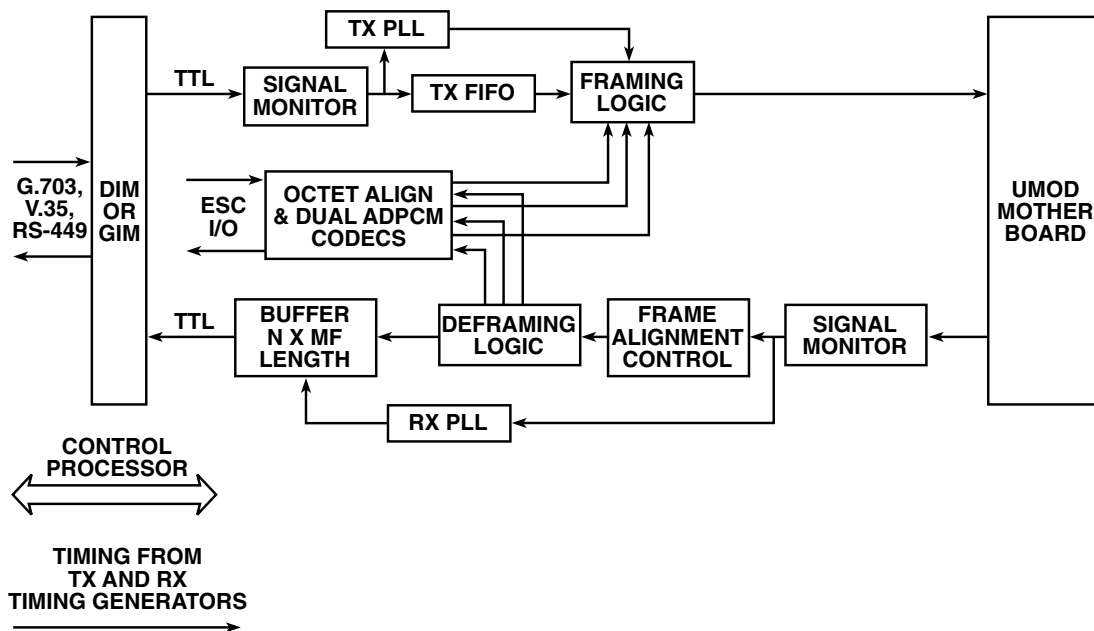 TX PLL
TTL
SIGNAL
MONITOR
TX FIFO
FRAMING
LOGIC
G.703,
V.35,
RS-449
DIM
OR
GIM
ESC
I/O
OCTET ALIGN
& DUAL ADPCM
CODECS
UMOD
MOTHER
BOARD
TTL
BUFFER
N X MF
LENGTH
DEFRAMING
LOGIC
FRAME
ALIGNMENT
CONTROL
SIGNAL
MONITOR
RX PLL
CONTROL
PROCESSOR
TIMING FROM
TX AND RX
TIMING GENERATORS